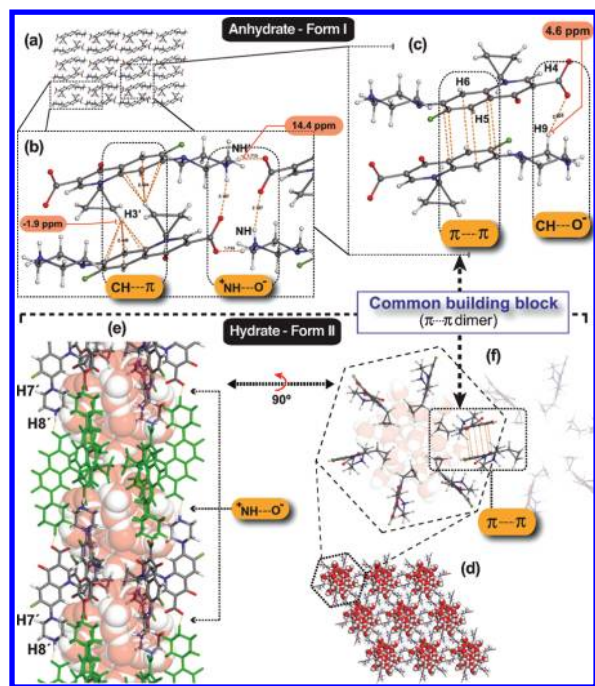 Anhydrate - Form I
(a)
(b)
14.4 ppm
NH'
H3'
-1.9 ppm
NH
CH---π
⁺NH---O⁻
(c)
4.6 ppm
H6
H4
H5
H9
π----π
CH---O⁻
Common building block
(π---π dimer)
Hydrate - Form II
(e)
H7´
H8´
H7´
H8´
⁺NH---O⁻
90º
(f)
π----π
(d)